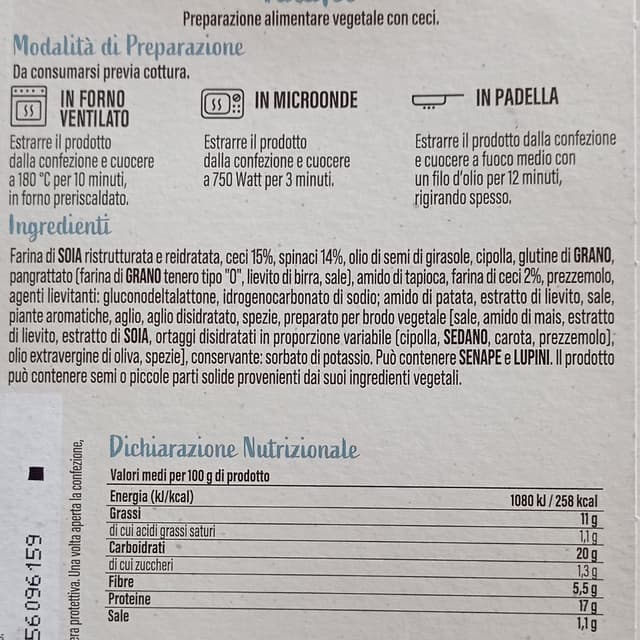 Preparazione alimentare vegetale con ceci.
Modalità di Preparazione
Da consumarsi previa cottura.
IN FORNO
VENTILATO
Estrarre il prodotto
dalla confezione e cuocere
a 180 °C per 10 minuti,
in forno preriscaldato.
IN MICROONDE
Estrarre il prodotto
dalla confezione e cuocere
a 750 Watt per 3 minuti.
IN PADELLA
Estrarre il prodotto dalla confezione
e cuocere a fuoco medio con
un filo d'olio per 12 minuti,
rigirando spesso.
Ingredienti
Farina di SOIA ristrutturata e reidratata, ceci 15%, spinaci 14%, olio di semi di girasole, cipolla, glutine di GRANO,
pangrattato (farina di GRANO tenero tipo "0", lievito di birra, sale), amido di tapioca, farina di ceci 2%, prezzemolo,
agenti lievitanti: gluconodeltalattone, idrogenocarbonato di sodio; amido di patata, estratto di lievito, sale,
piante aromatiche, aglio, aglio disidratato, spezie, preparato per brodo vegetale [sale, amido di mais, estratto
di lievito, estratto di SOIA, ortaggi disidratati in proporzione variabile (cipolla, SEDANO, carota, prezzemolo),
olio extravergine di oliva, spezie], conservante: sorbato di potassio. Può contenere SENAPE e LUPINI. Il prodotto
può contenere semi o piccole parti solide provenienti dai suoi ingredienti vegetali.
Dichiarazione Nutrizionale
Valori medi per 100 g di prodotto
Energia (kJ/kcal) 1080 kJ / 258 kcal
Grassi 11 g
di cui acidi grassi saturi 1,1 g
Carboidrati 20 g
di cui zuccheri 1,3 g
Fibre 5,5 g
Proteine 17 g
Sale 1,1 g
protettiva. Una volta aperta la confezione,
56096159